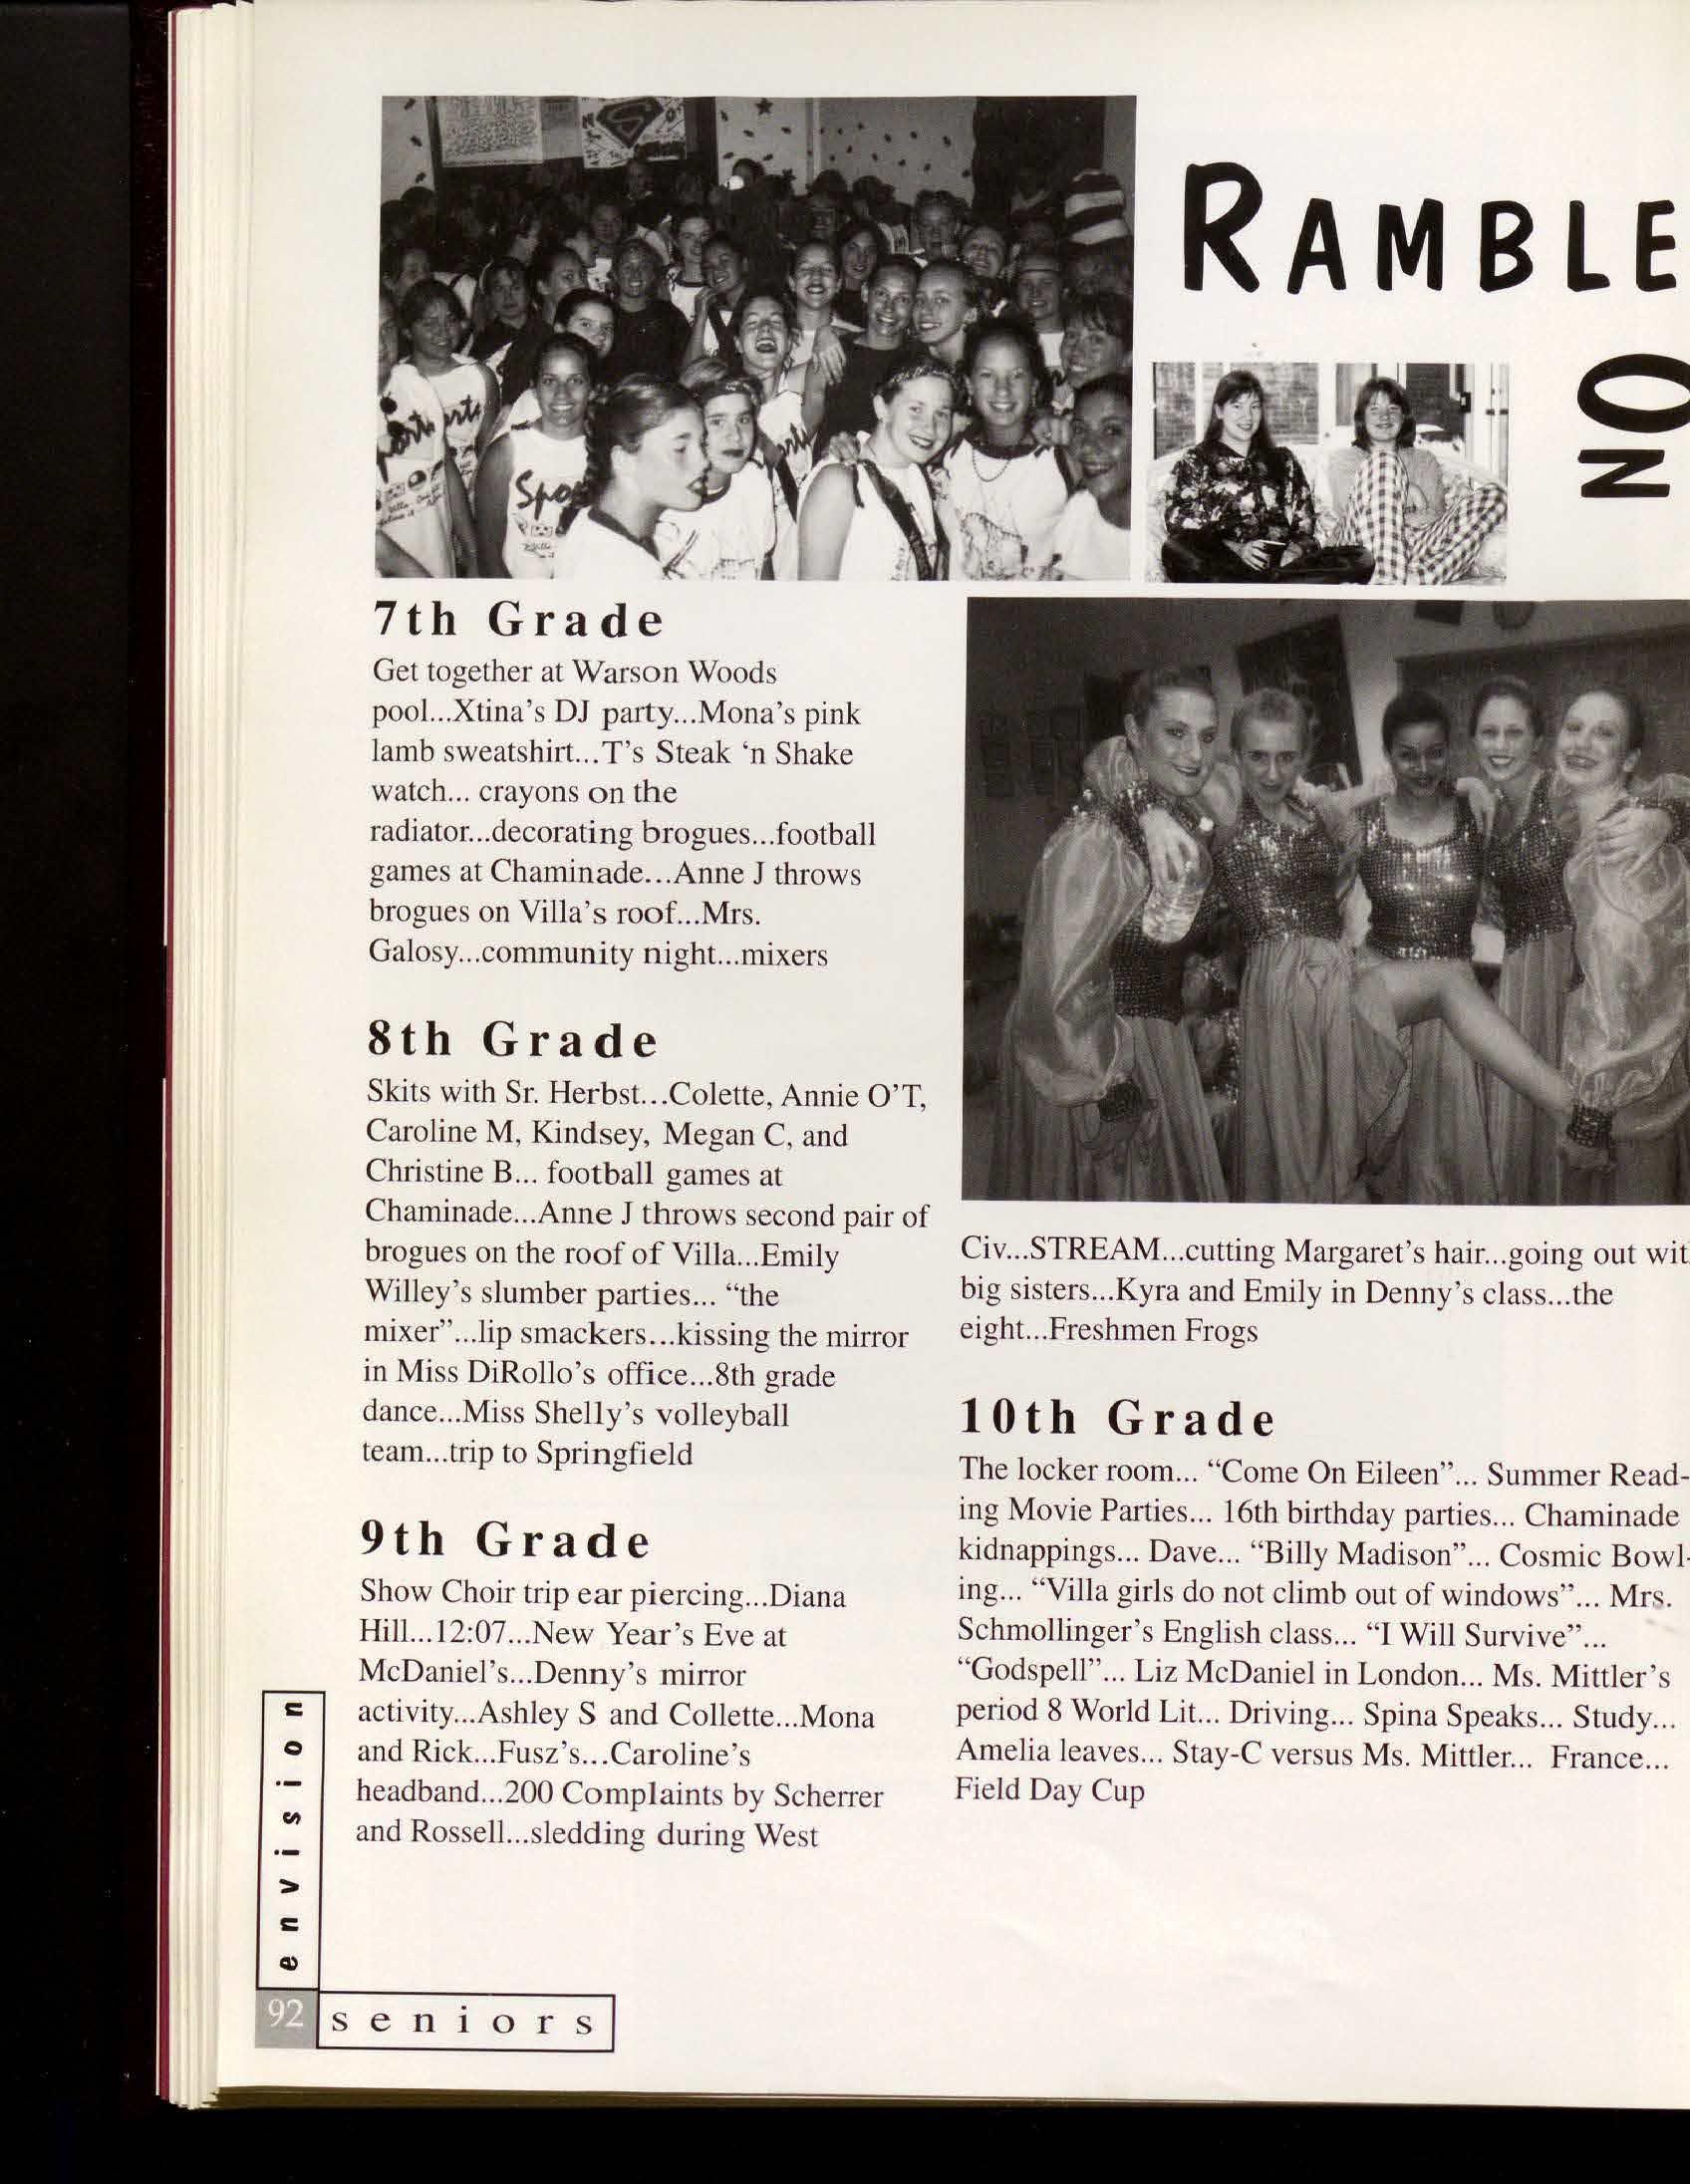 RAMBLE
ON
7th Grade
Get together at Warson Woods
pool...Xtina's DJ party...Mona's pink
lamb sweatshirt...T's Steak 'n Shake
watch... crayons on the
radiator...decorating brogues...football
games at Chaminade...Anne J throws
brogues on Villa's roof...Mrs.
Galosy...community night...mixers
8th Grade
Skits with Sr. Herbst...Colette, Annie O'T,
Caroline M, Kindsey, Megan C, and
Christine B... football games at
Chaminade...Anne J throws second pair of
brogues on the roof of Villa...Emily
Willey's slumber parties... “the
mixer”...lip smackers...kissing the mirror
in Miss DiRollo's office...8th grade
dance...Miss Shelly's volleyball
team...trip to Springfield
9th Grade
Show Choir trip ear piercing...Diana
Hill...12:07...New Year's Eve at
McDaniel's...Denny's mirror
activity...Ashley S and Collette...Mona
and Rick...Fusz's...Caroline's
headband...200 Complaints by Scherrer
and Rossell...sledding during West
Civ...STREAM...cutting Margaret's hair...going out wit
big sisters...Kyra and Emily in Denny's class...the
eight...Freshmen Frogs
10th Grade
The locker room... “Come On Eileen”... Summer Read-
ing Movie Parties... 16th birthday parties... Chaminade
kidnappings... Dave... “Billy Madison”... Cosmic Bowl-
ing... “Villa girls do not climb out of windows”... Mrs.
Schmollinger's English class... “I Will Survive”...
“Godspell”... Liz McDaniel in London... Ms. Mittler's
period 8 World Lit... Driving... Spina Speaks... Study...
Amelia leaves... Stay-C versus Ms. Mittler... France...
Field Day Cup
envision
92 seniors